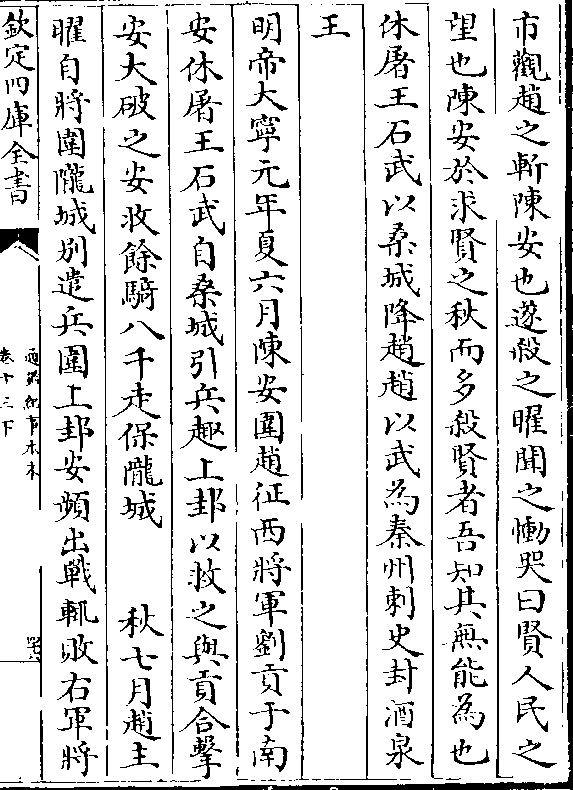 市觀趙之斬陳安也遂殺之曜聞之慟哭曰賢人民之
望也陳安於求賢之秋而多殺賢者吾知其無能為也
休屠王石武以桑城降趙趙以武為秦州刺史封酒泉
王
明帝太寧元年夏六月陳安圍趙征西將軍劉貢于南
安休屠王石武自桑城引兵趣上邽以救之與貢合擊
安大破之安收餘騎八千走保隴城　　秋七月趙主
曜自將圍隴城別遣兵圍上邽安頻出戰輒敗右軍將
欽定四庫全書
通鑑紀事本末
卷十三下